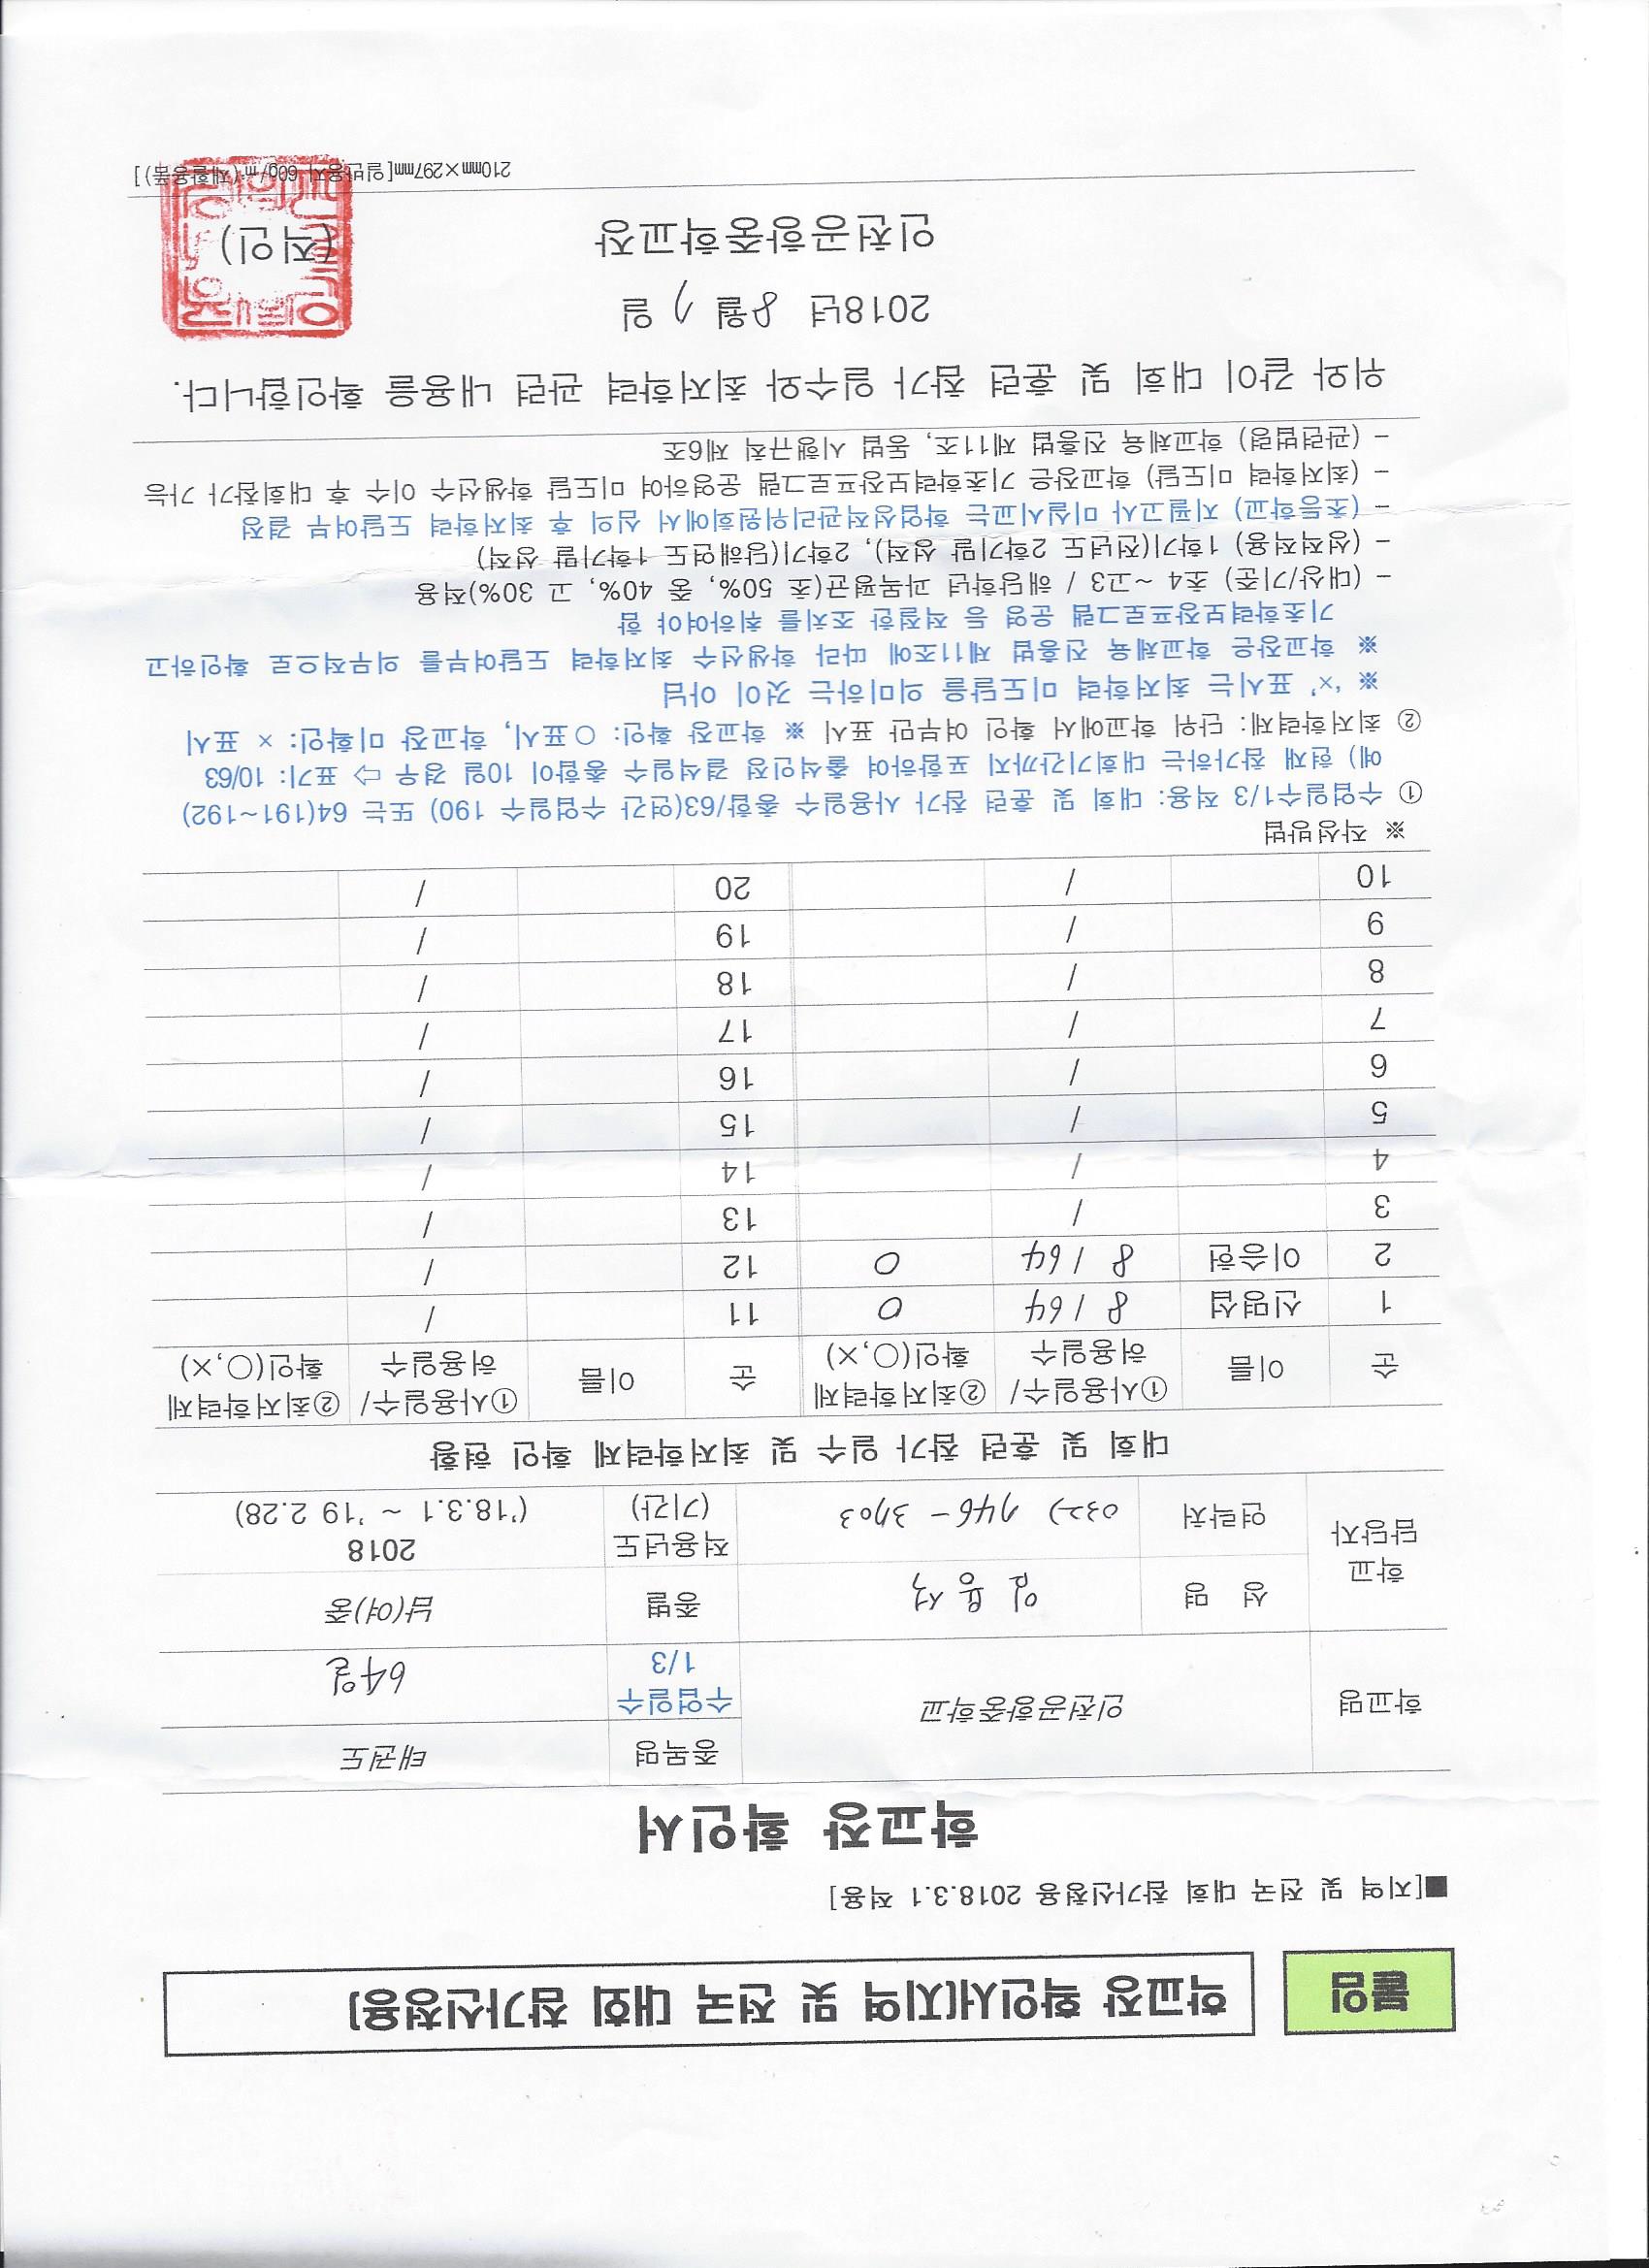 붙임
학교장 확인서(지역 및 전국 대회 참가신청용)
■[지역 및 전국 대회 참가신청용 2018.3.1 적용]
학교장 확인서
학교명 인천공항중학교 종목명 태권도
수업일수 1/3 64일
학교 담당자 성 명 종별 남(여)중
연락처 032) 746-3703 적용년도 (기간) 2018 ('18.3.1 ~ '19 2.28)
대회 및 훈련 참가 일수 및 최저학력제 확인 현황
순 이름 ①사용일수/허용일수 ②최저학력제 확인(○,×) 순 이름 ①사용일수/허용일수 ②최저학력제 확인(○,×)
1 신명섭 8 / 64 O 11 /
2 이승현 8 / 64 O 12 /
3 / 13 /
4 / 14 /
5 / 15 /
6 / 16 /
7 / 17 /
8 / 18 /
9 / 19 /
10 / 20 /
※ 작성방법
① 수업일수1/3 적용: 대회 및 훈련 참가 사용일수 총합/63(연간 수업일수 190) 또는 64(191~192)
예) 현재 참가하는 대회기간까지 포함하여 출석인정 결석일수 총합이 10일 경우 ⇨ 표기: 10/63
② 최저학력제: 단위 학교에서 확인 여부만 표시 ※ 학교장 확인: ○표시, 학교장 미확인: × 표시
※ '×' 표시는 최저학력 미도달을 의미하는 것이 아님
※ 학교장은 학교체육 진흥법 제11조에 따라 학생선수 최저학력 도달여부를 의무적으로 확인하고
기초학력보장프로그램 운영 등 적절한 조치를 취하여야 함
- (대상/기준) 초4 ~고3 / 해당학년 과목평균(초 50%, 중 40%, 고 30%)적용
- (성적적용) 1학기(전년도 2학기말 성적), 2학기(당해연도 1학기말 성적)
- (초등학교) 지필고사 미실시교는 학업성적관리위원회에서 심의 후 최저학력 도달여부 결정
- (최저학력 미도달) 학교장은 기초학력보장프로그램 운영하여 미도달 학생선수 이수 후 대회참가 가능
- (관련법령) 학교체육 진흥법 제11조, 동법 시행규칙 제6조
위와 같이 대회 및 훈련 참가 일수와 최저학력 관련 내용을 확인합니다.
2018년 8월 7일
인천공항중학교장 (직인)
210mm×297mm[일반용지 60g/㎡(재활용품)]